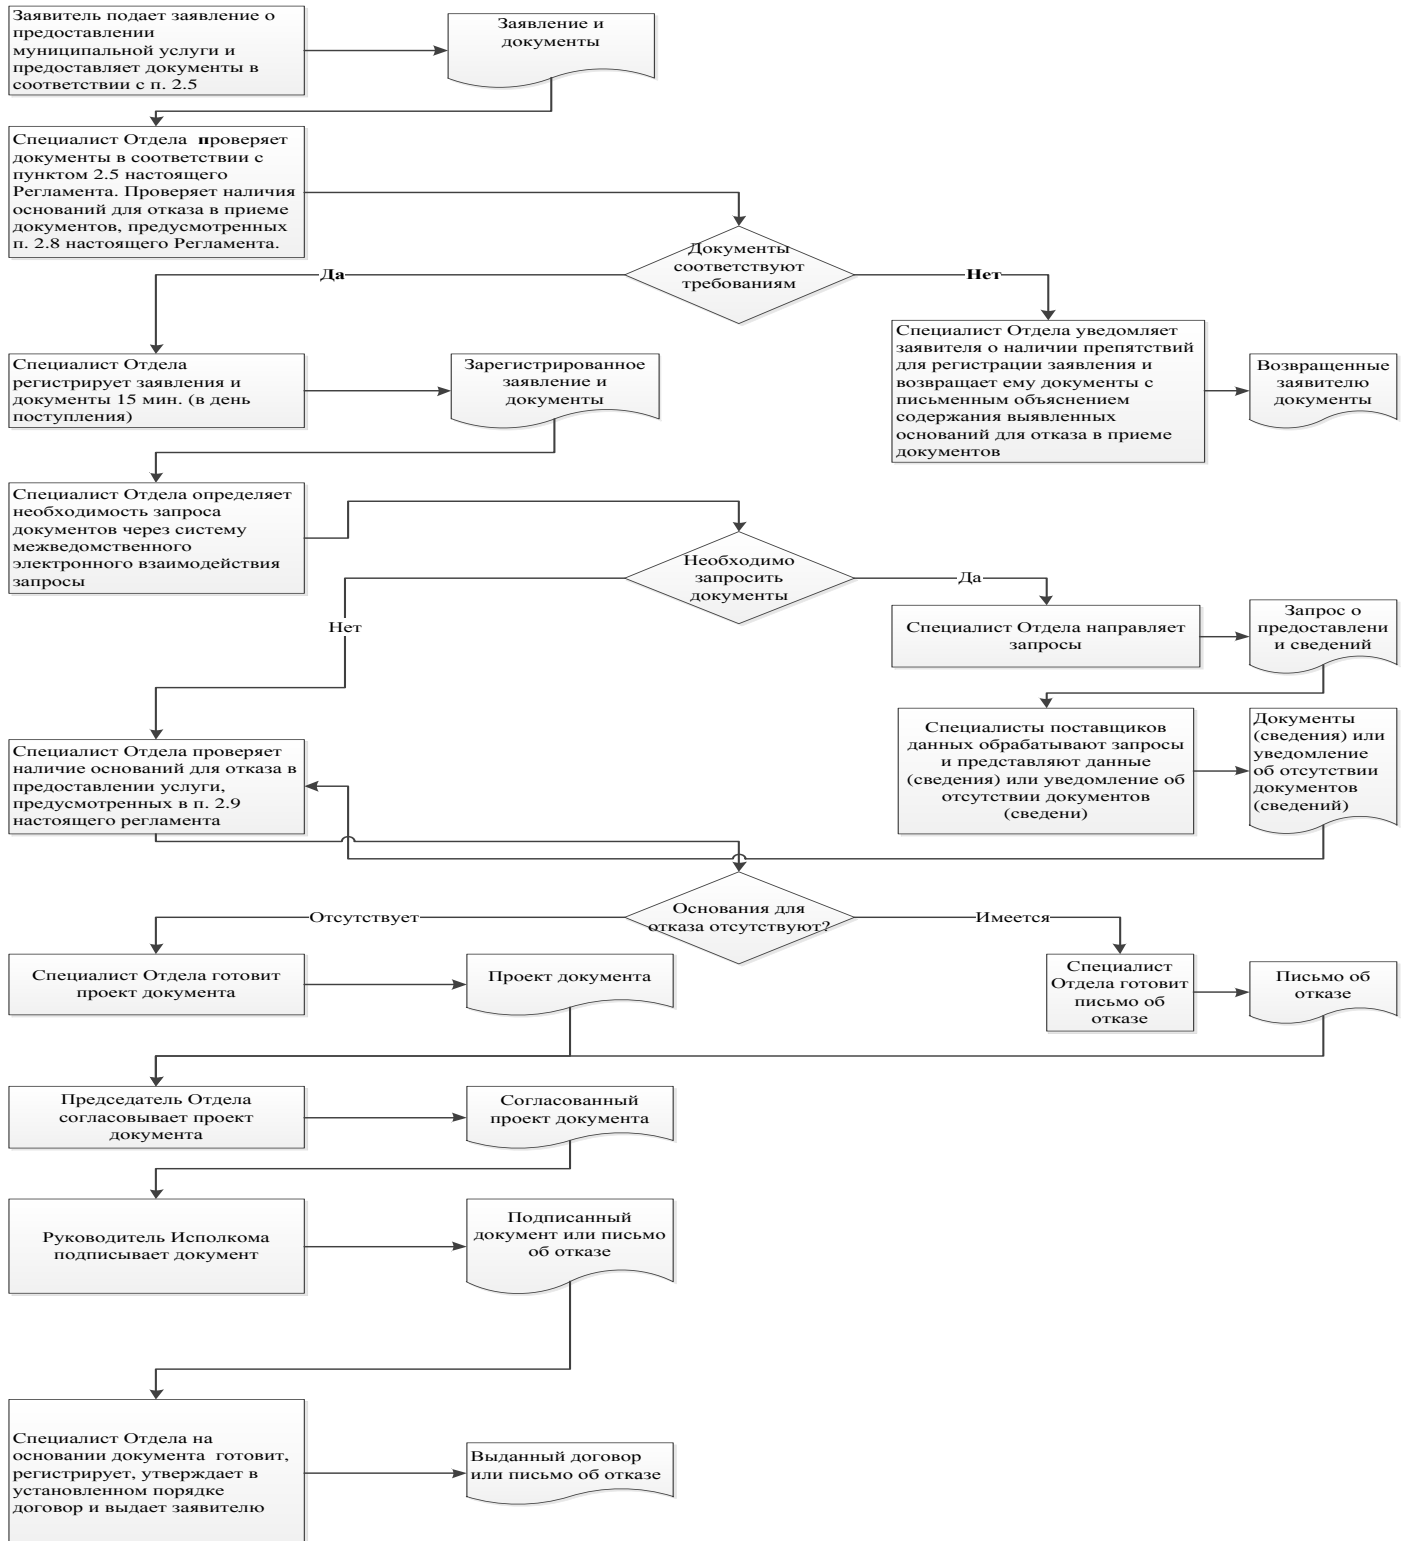 Заявитель подает заявление о
предоставлении
муниципальной услуги и
предоставляет документы в
соответствии с п. 2.5
Заявление и
документы
Специалист Отдела проверяет
документы в соответствии с
пунктом 2.5 настоящего
Регламента. Проверяет наличия
оснований для отказа в приеме
документов, предусмотренных
п. 2.8 настоящего Регламента.
Документы
соответствуют
требованиям
Да
Нет
Специалист Отдела
регистрирует заявления и
документы 15 мин. (в день
поступления)
Зарегистрированное
заявление и
документы
Специалист Отдела уведомляет
заявителя о наличии препятствий
для регистрации заявления и
возвращает ему документы с
письменным объяснением
содержания выявленных
оснований для отказа в приеме
документов
Возвращенные
заявителю
документы
Специалист Отдела определяет
необходимость запроса
документов через систему
межведомственного
электронного взаимодействия
запросы
Необходимо
запросить
документы
Да
Нет
Специалист Отдела направляет
запросы
Запрос о
предоставлени
и сведений
Специалист Отдела проверяет
наличие оснований для отказа в
предоставлении услуги,
предусмотренных в п. 2.9
настоящего регламента
Специалисты поставщиков
данных обрабатывают запросы
и представляют данные
(сведения) или уведомление об
отсутствии документов
(сведени)
Документы
(сведения) или
уведомление
об отсутствии
документов
(сведений)
Основания для
отказа отсутствуют?
Отсутствует
Имеется
Специалист Отдела готовит
проект документа
Проект документа
Специалист
Отдела готовит
письмо об
отказе
Письмо об
отказе
Председатель Отдела
согласовывает проект
документа
Согласованный
проект документа
Руководитель Исполкома
подписывает документ
Подписанный
документ или письмо
об отказе
Специалист Отдела на
основании документа готовит,
регистрирует, утверждает в
установленном порядке
договор и выдает заявителю
Выданный договор
или письмо об отказе